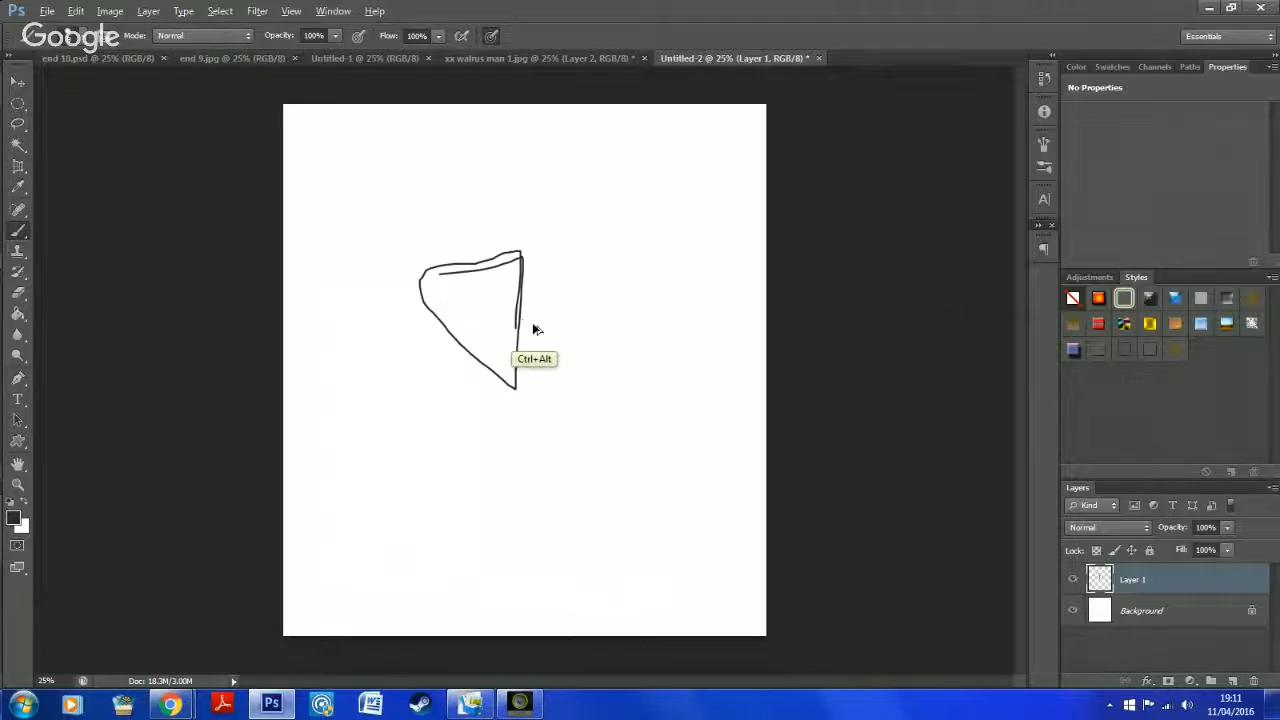 Ps File Edit Image Layer Type Select Filter View Window Help
Google Mode: Normal Opacity: 100% Flow: 100% Essentials
end 10.psd @ 25% (RGB/8) × end 9.jpg @ 25% (RGB/8) × Untitled-1 @ 25% (RGB/8) × xx walrus man 1.jpg @ 25% (Layer 2, RGB/8) * × Untitled-2 @ 25% (Layer 1, RGB/8) * ×
Color Swatches Channels Paths Properties
No Properties
Adjustments Styles
Ctrl+Alt
Layers
Kind
Normal Opacity: 100%
Lock: Fill: 100%
Layer 1
Background
25% Doc: 18.3M/3.00M
19:11
11/04/2016